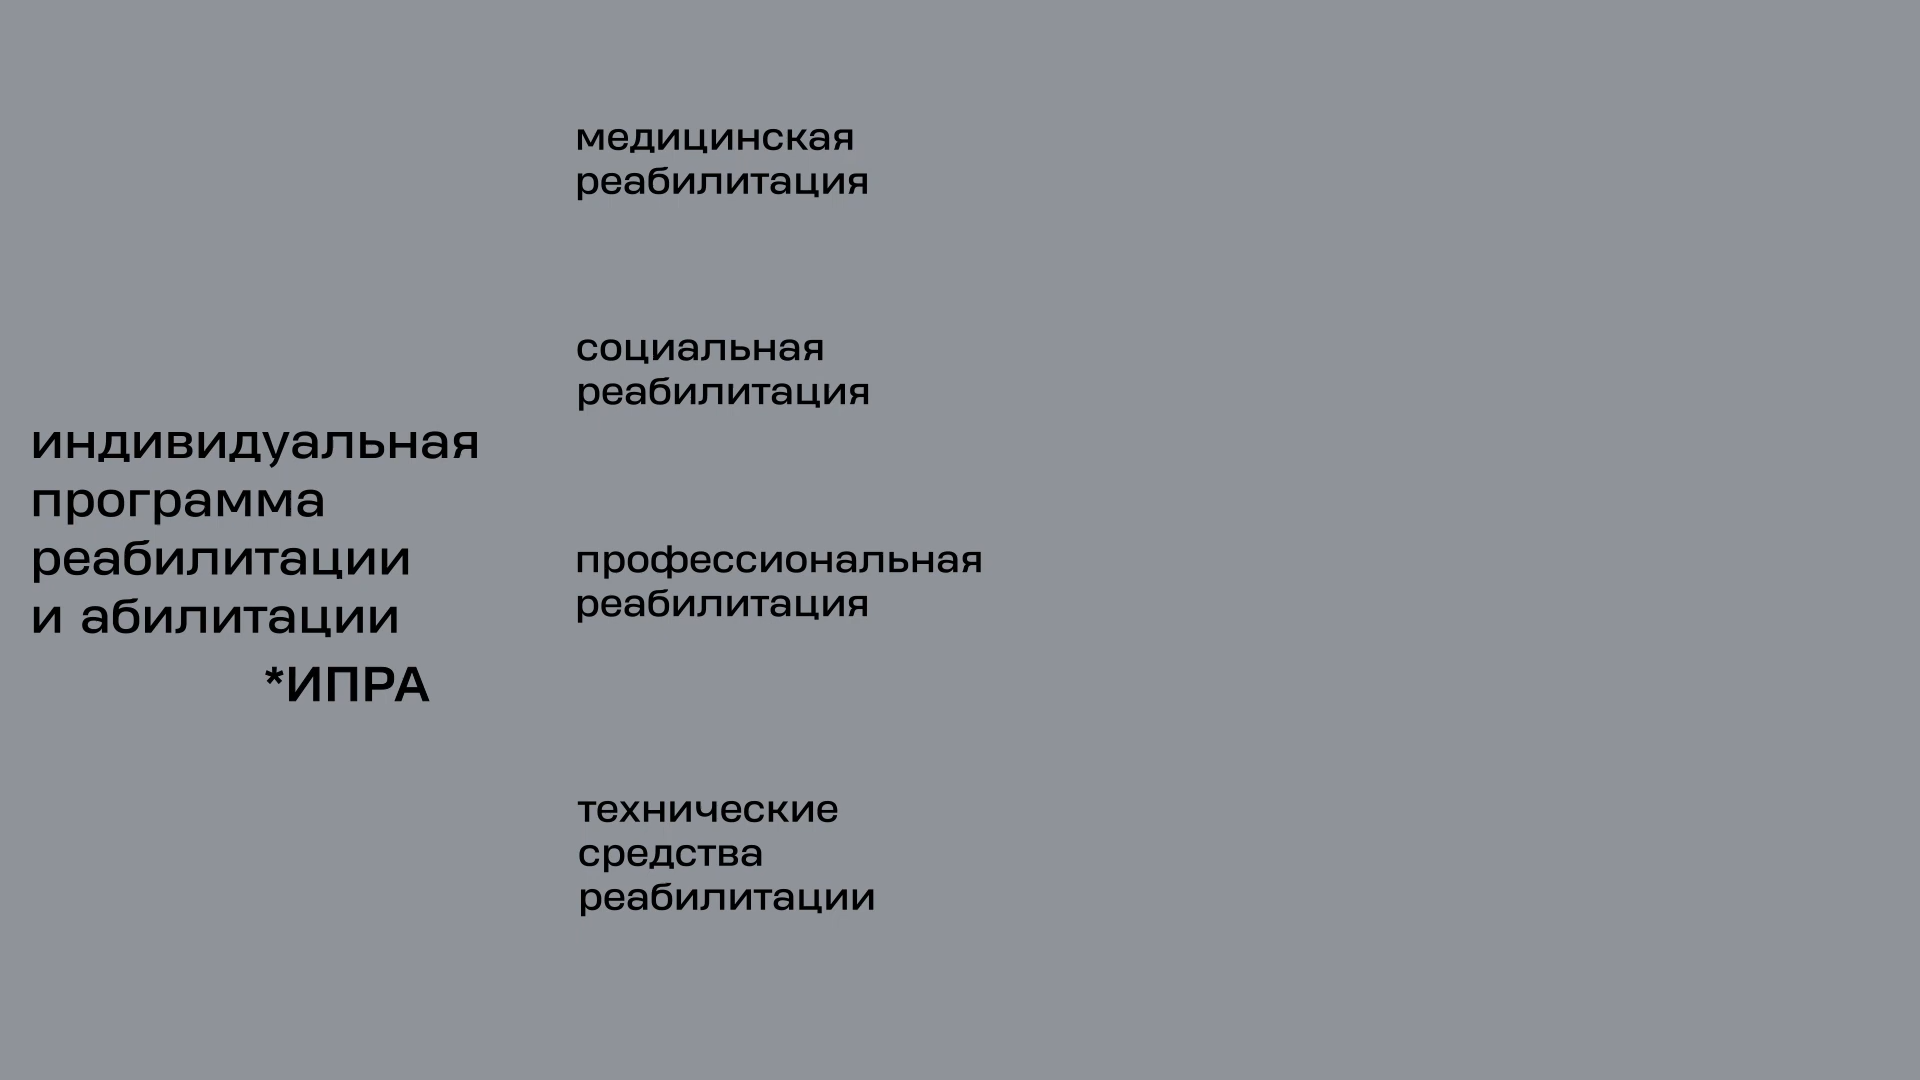 индивидуальная
программа
реабилитации
и абилитации
*ИПРА
медицинская
реабилитация
социальная
реабилитация
профессиональная
реабилитация
технические
средства
реабилитации